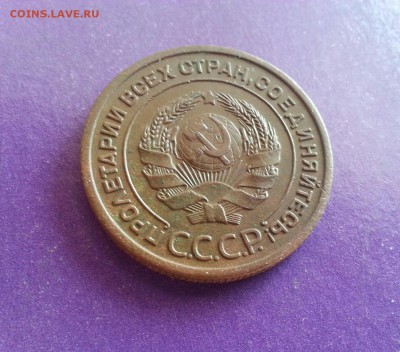 COINS.LAVE.RU
ПРОЛЕТАРИИ ВСЕХ СТРАН, СОЕДИНЯЙТЕСЬ!
С.С.С.Р.